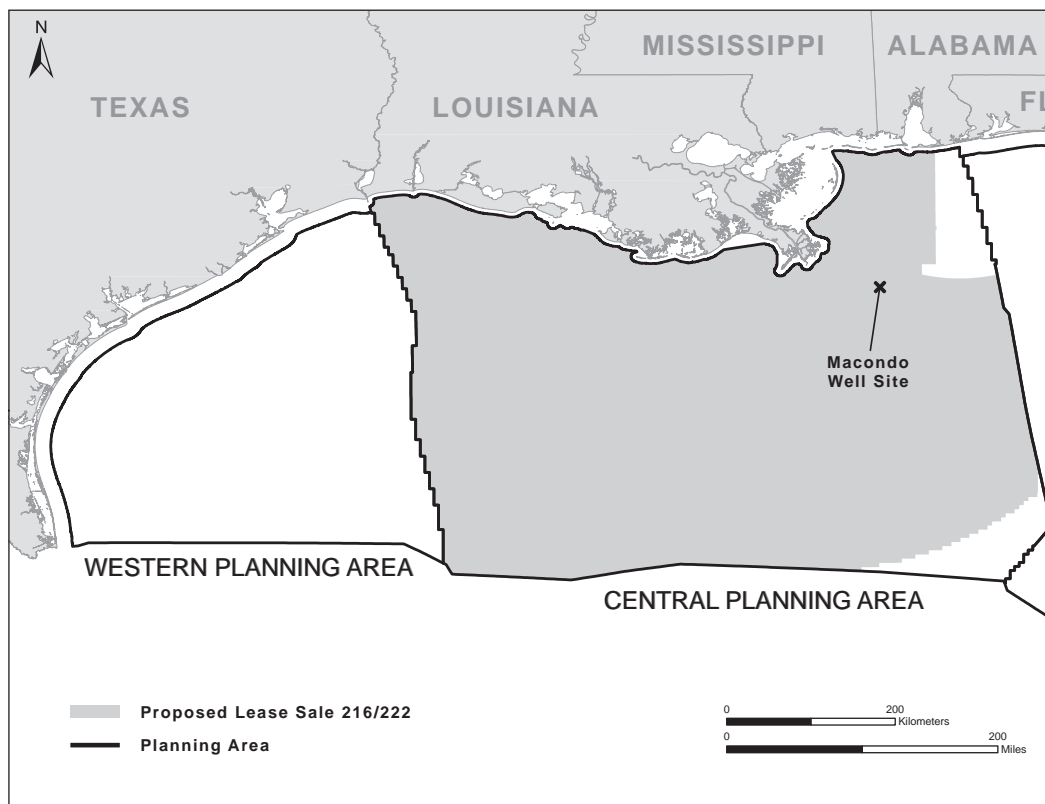 N
MISSISSIPPI
ALABAMA
TEXAS
LOUISIANA
FL
Macondo
Well Site
WESTERN PLANNING AREA
CENTRAL PLANNING AREA
Proposed Lease Sale 216/222
Planning Area
0 200
Kilometers
0 200
Miles